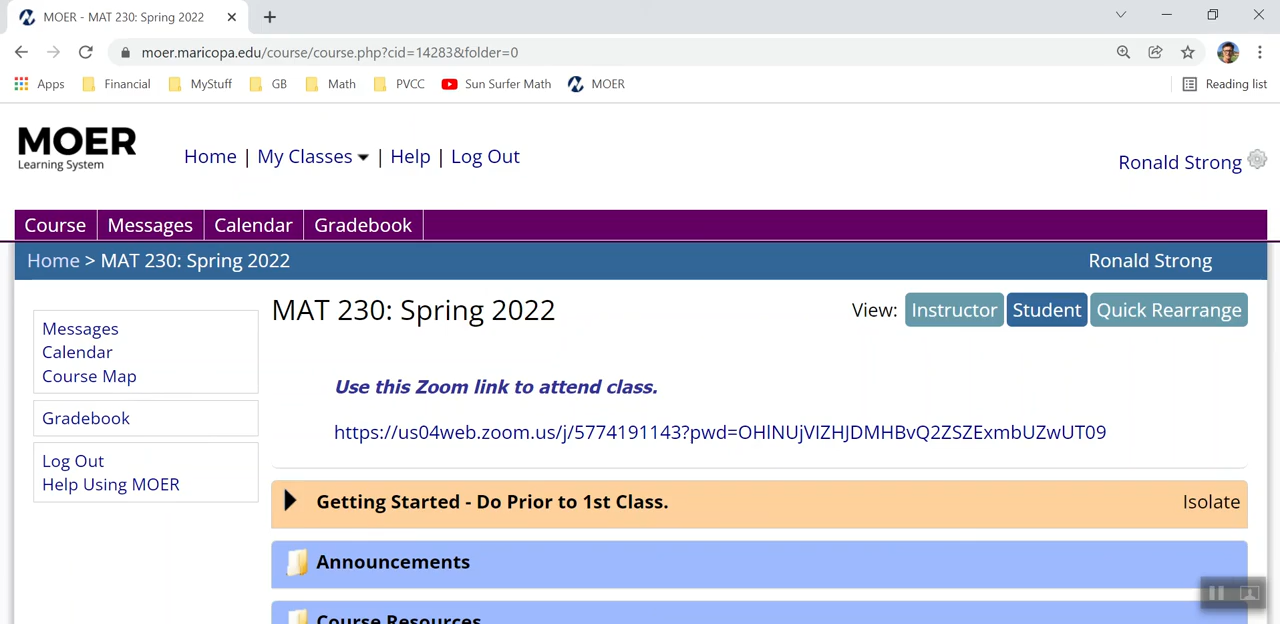 MOER - MAT 230: Spring 2022
moer.maricopa.edu/course/course.php?cid=14283&folder=0
Apps Financial MyStuff GB Math PVCC Sun Surfer Math MOER Reading list
MOER
Learning System
Home | My Classes | Help | Log Out
Ronald Strong
Course Messages Calendar Gradebook
Home > MAT 230: Spring 2022
Ronald Strong
Messages
Calendar
Course Map
Gradebook
Log Out
Help Using MOER
MAT 230: Spring 2022
View: Instructor Student Quick Rearrange
Use this Zoom link to attend class.
https://us04web.zoom.us/j/5774191143?pwd=OHlNUjVIZHJDMHBvQ2ZSZExmbUZwUT09
Getting Started - Do Prior to 1st Class.
Isolate
Announcements
Course Resources